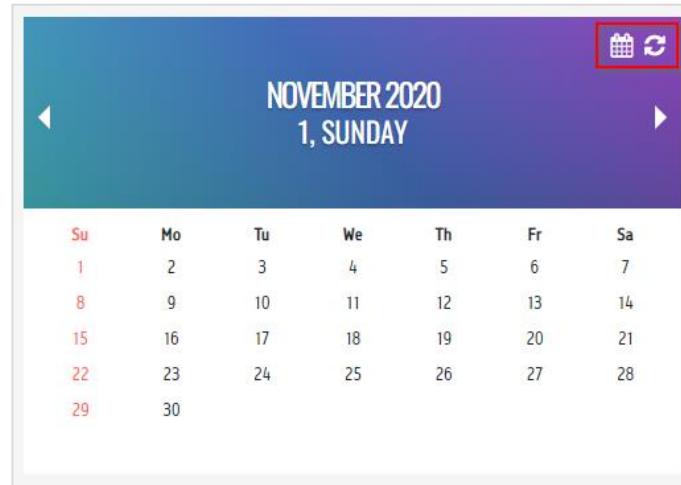 NOVEMBER 2020
1, SUNDAY
Su Mo Tu We Th Fr Sa
1 2 3 4 5 6 7
8 9 10 11 12 13 14
15 16 17 18 19 20 21
22 23 24 25 26 27 28
29 30